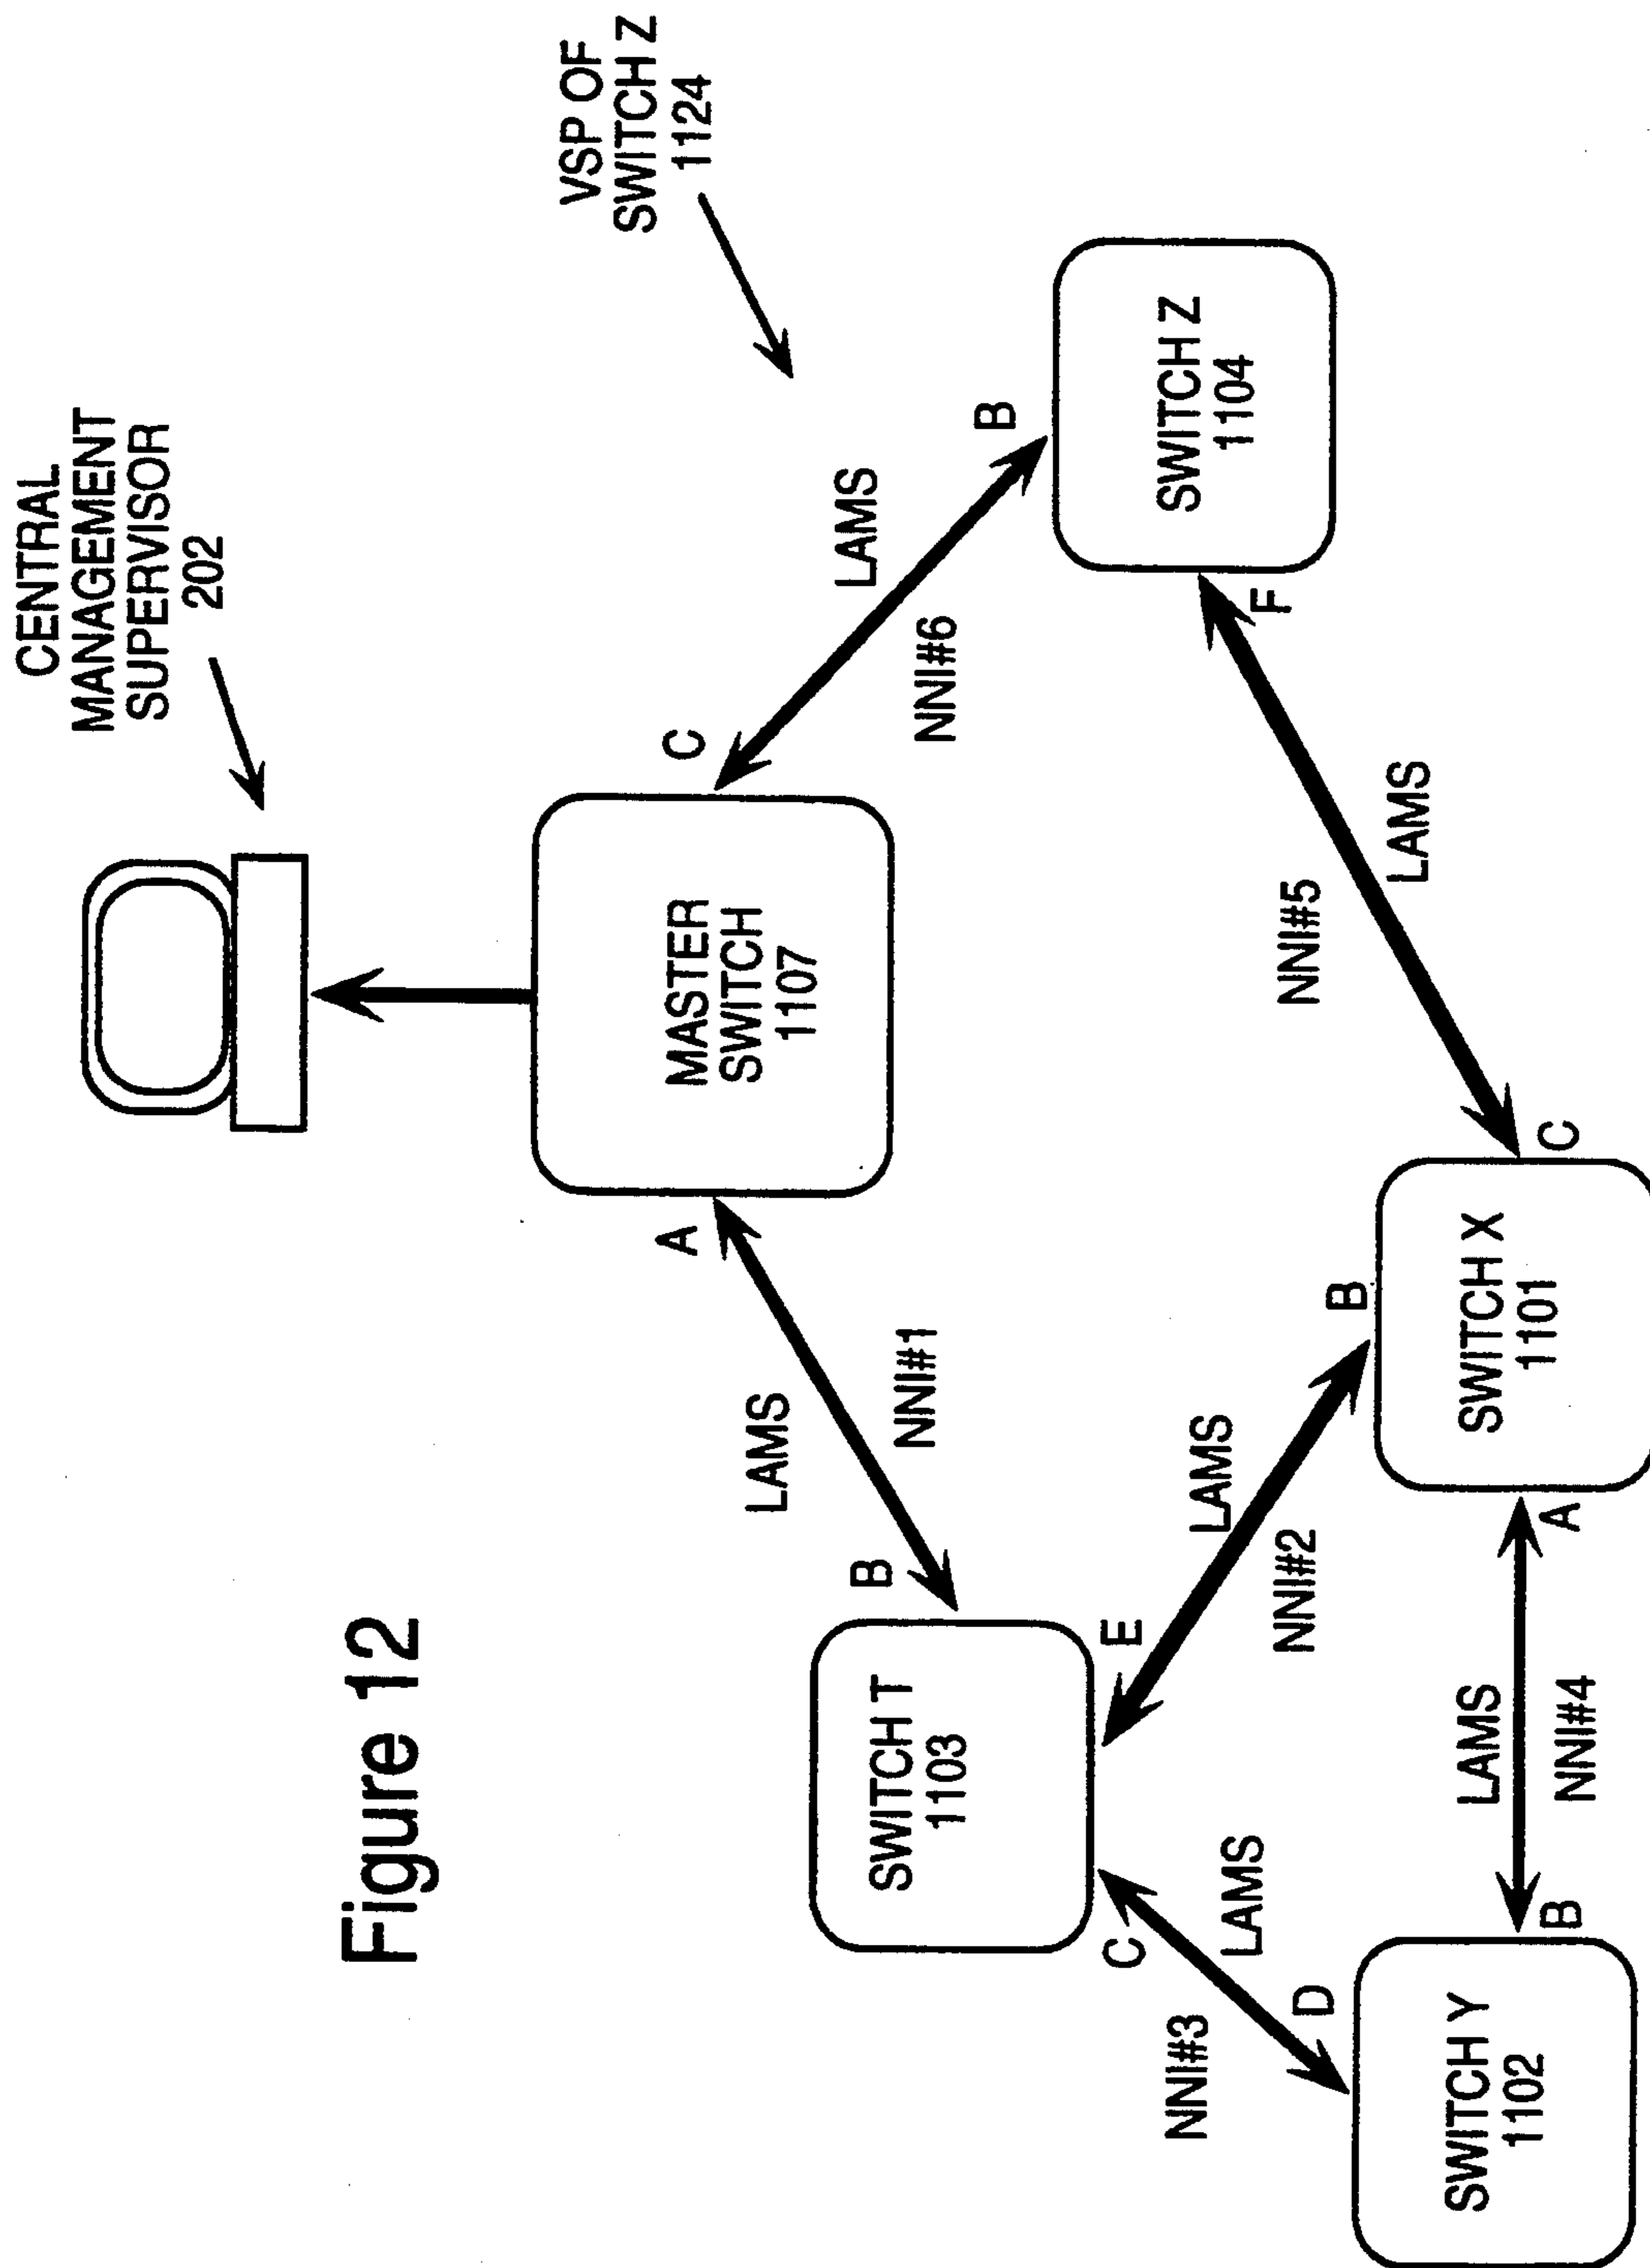 Figure 12
CENTRAL
MANAGEMENT
SUPERVISOR
202
VSP OF
SWITCH Z
1124
MASTER
SWITCH
1107
A
C
LAMS
NNI#1
B
LAMS
NNI#6
B
SWITCH T
1103
SWITCH Z
1104
C
E
F
NNI#3
LAMS
D
LAMS
NNI#2
B
NNI#5
LAMS
C
SWITCH Y
1102
B
LAMS
NNI#4
A
SWITCH X
1101